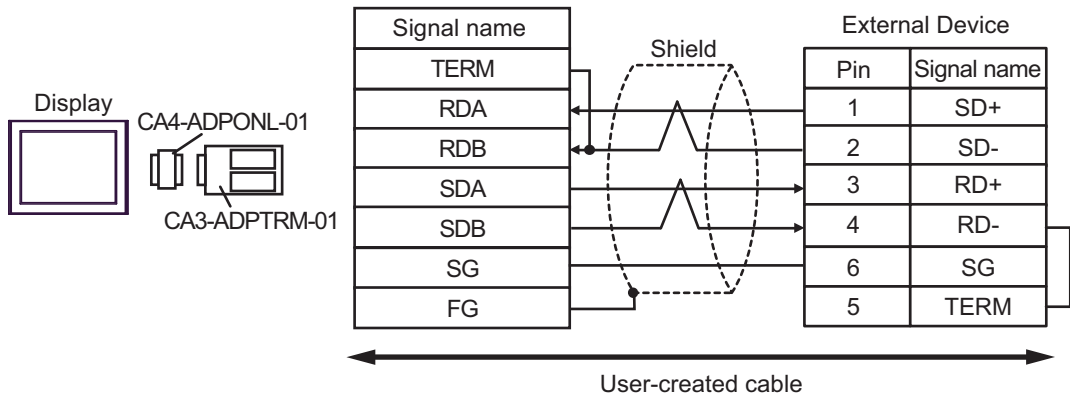 Display
CA4-ADPONL-01
CA3-ADPTRM-01
Signal name
TERM
RDA
RDB
SDA
SDB
SG
FG
Shield
External Device
Pin Signal name
1 SD+
2 SD-
3 RD+
4 RD-
6 SG
5 TERM
User-created cable